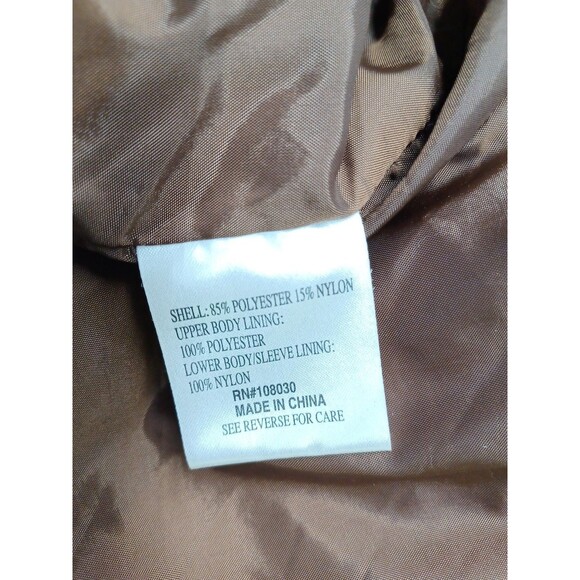 SHELL: 85% POLYESTER 15% NYLON
UPPER BODY LINING:
100% POLYESTER
LOWER BODY/SLEEVE LINING:
100% NYLON
RN#108030
MADE IN CHINA
SEE REVERSE FOR CARE